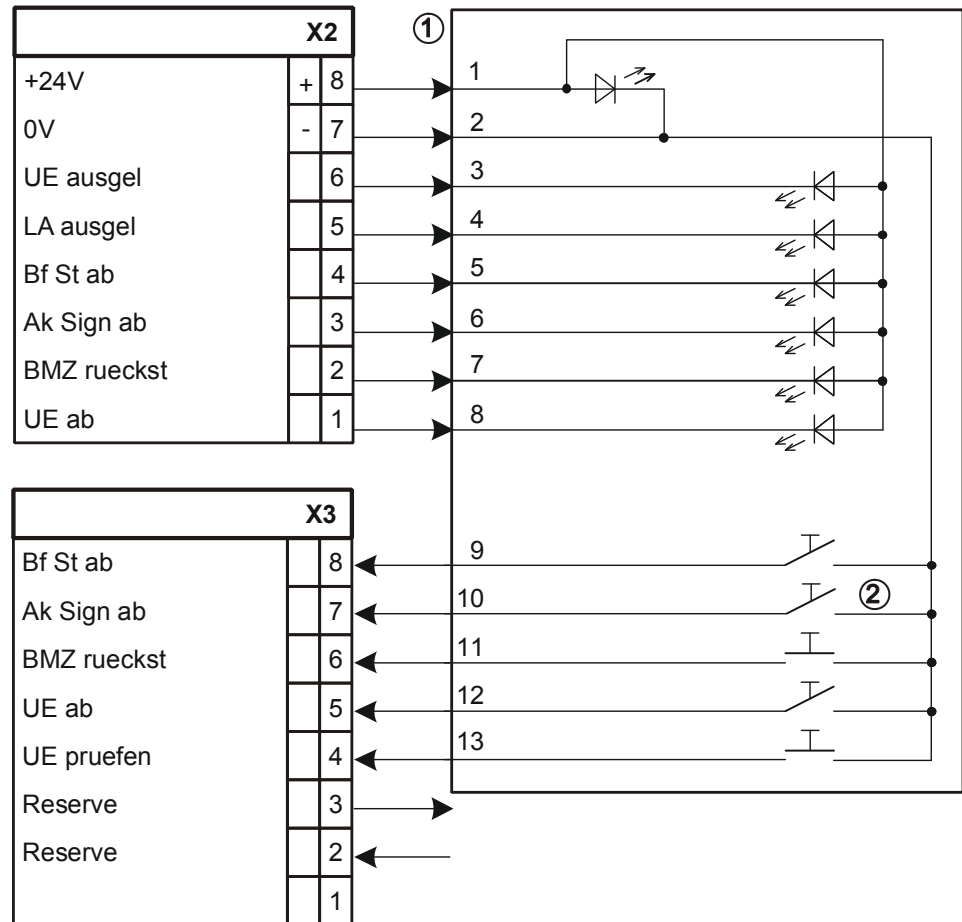 X2
+24V + 8
0V - 7
UE ausgel 6
LA ausgel 5
Bf St ab 4
Ak Sign ab 3
BMZ rueckst 2
UE ab 1
①
1
2
3
4
5
6
7
8
9
10
11
12
13
②
X3
Bf St ab 8
Ak Sign ab 7
BMZ rueckst 6
UE ab 5
UE pruefen 4
Reserve 3
Reserve 2
1